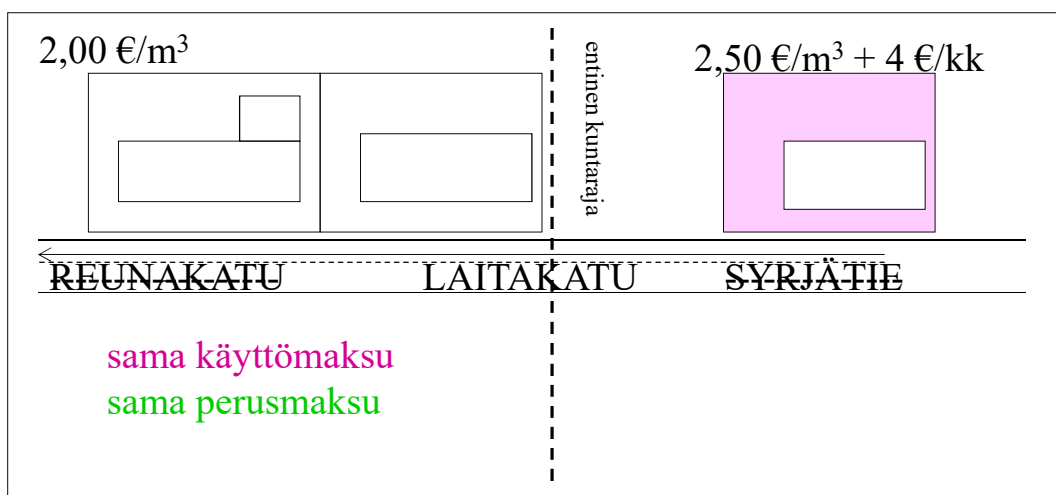 2,00 €/m³
2,50 €/m³ + 4 €/kk
entinen kuntaraja
REUNAKATU LAITAKATU SYRJÄTIE
sama käyttömaksu
sama perusmaksu